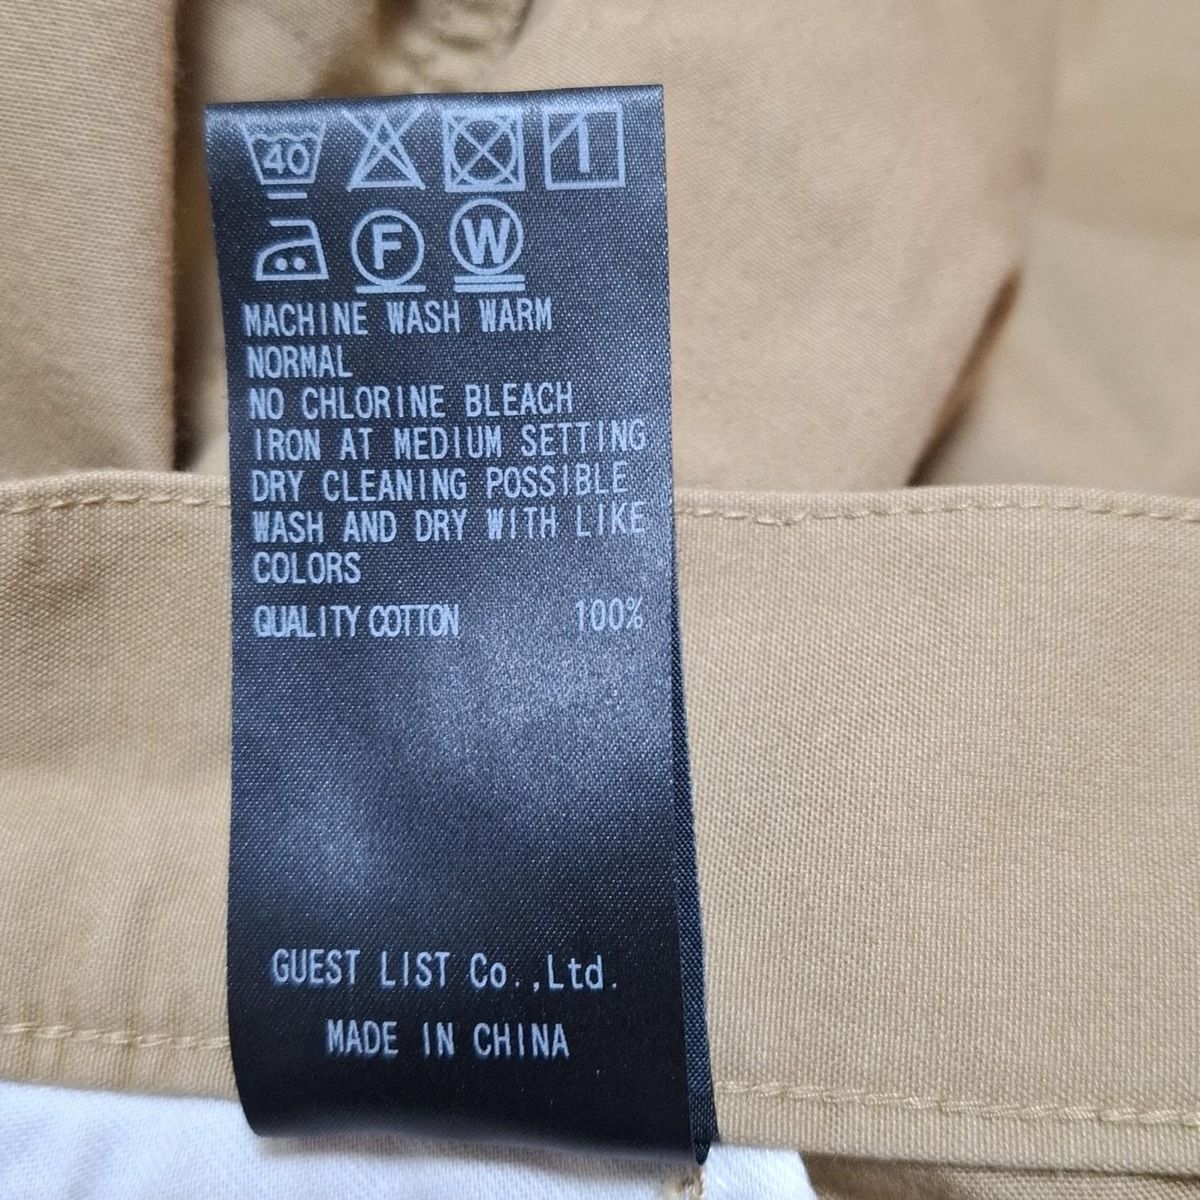 40
F W
MACHINE WASH WARM
NORMAL
NO CHLORINE BLEACH
IRON AT MEDIUM SETTING
DRY CLEANING POSSIBLE
WASH AND DRY WITH LIKE
COLORS
QUALITY COTTON 100%
GUEST LIST Co.,Ltd.
MADE IN CHINA